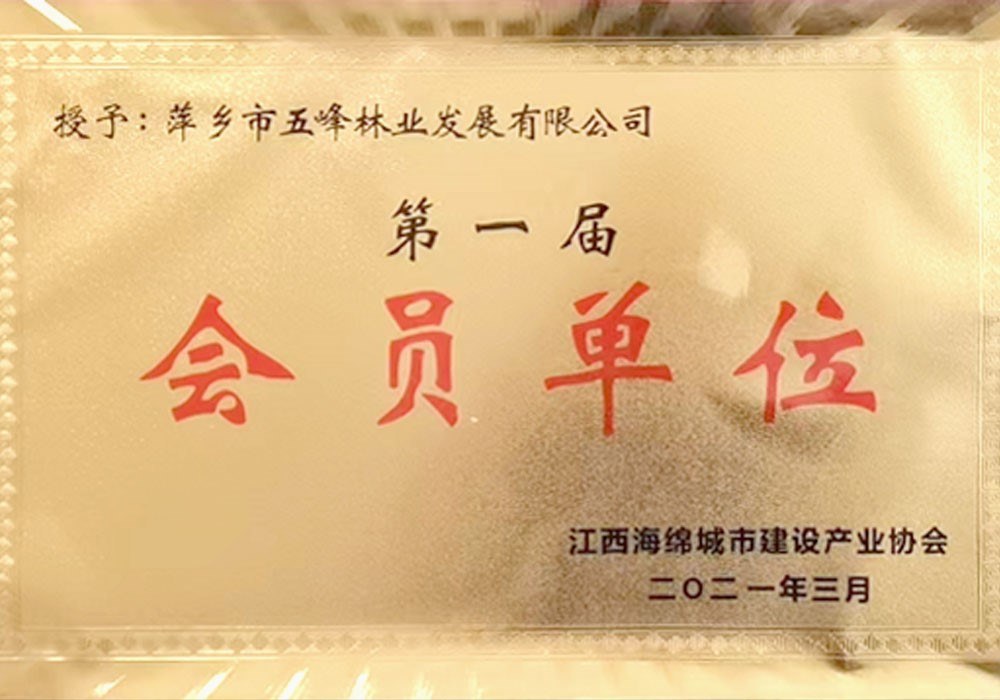 授予：萍乡市五峰林业发展有限公司
第一届
会员单位
江西海绵城市建设产业协会
二〇二一年三月